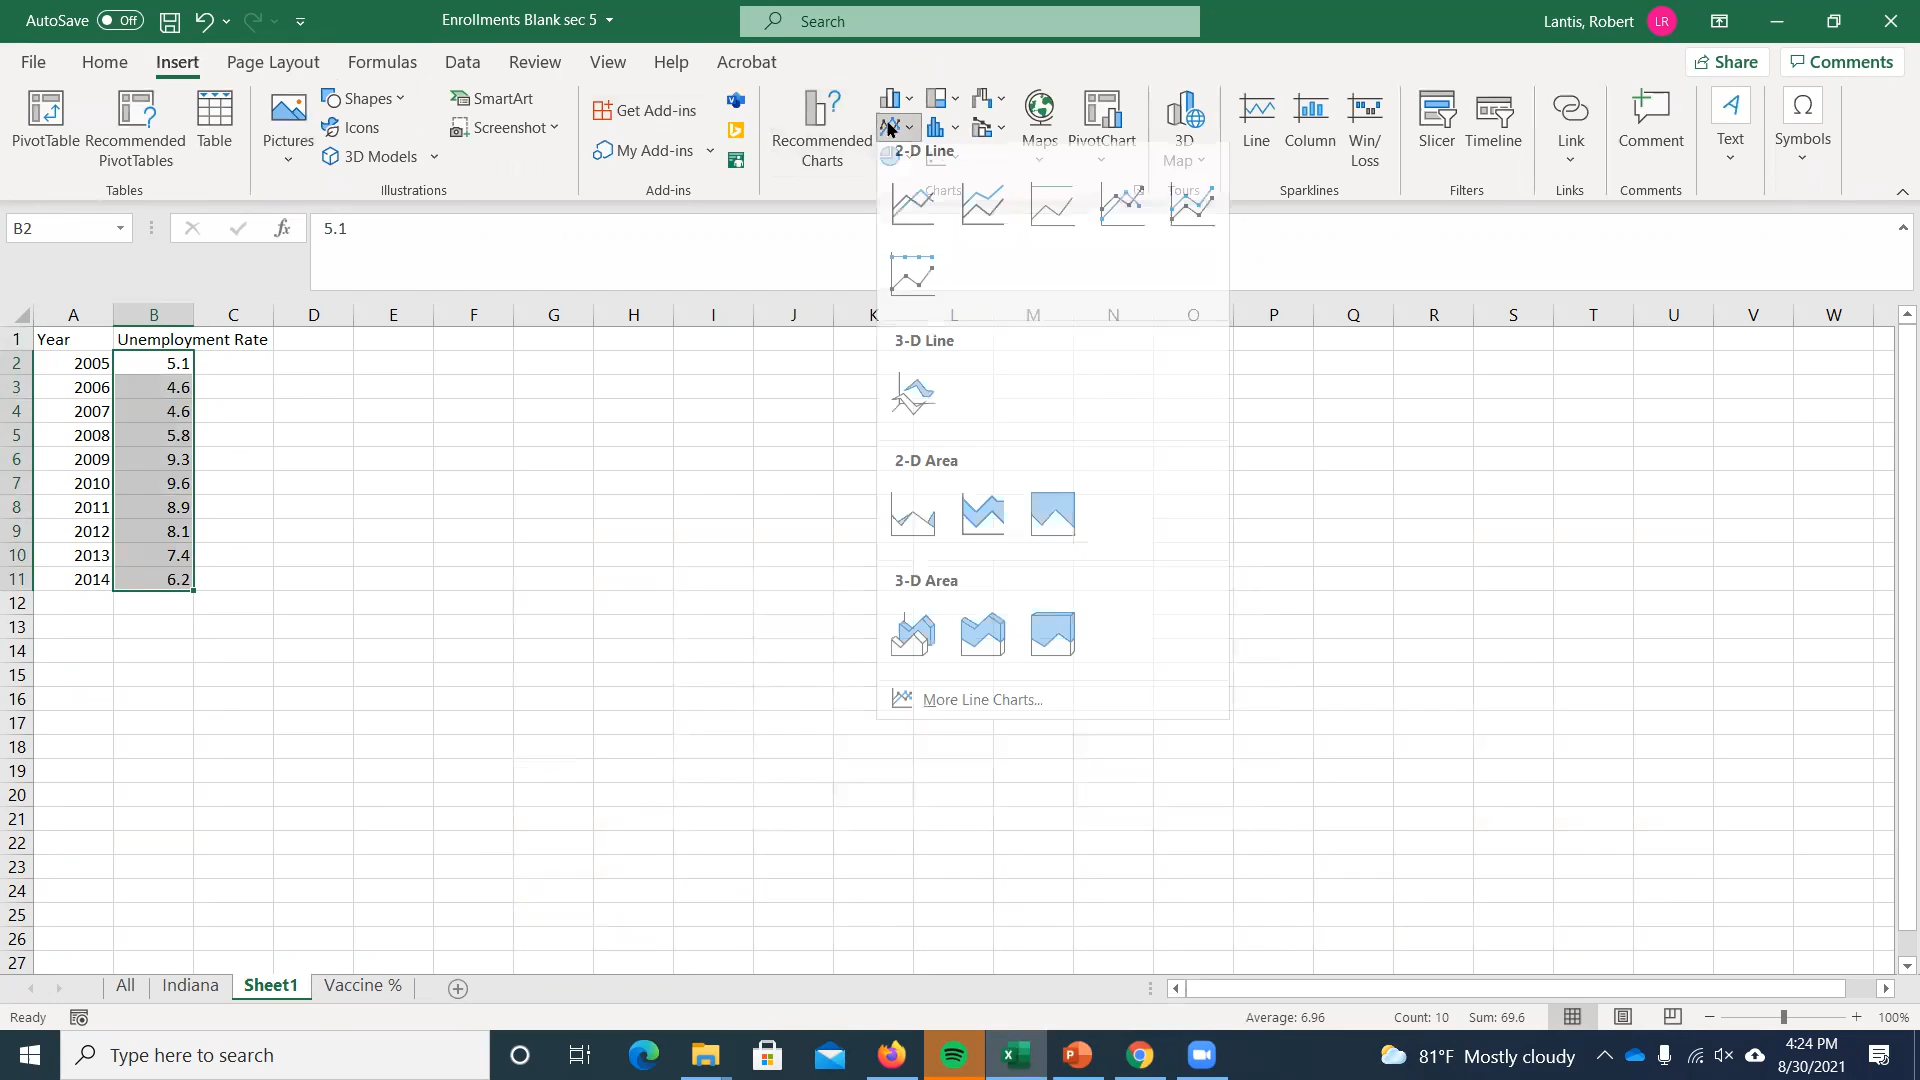 AutoSave Off
Enrollments Blank sec 5
Search
Lantis, Robert LR
File Home Insert Page Layout Formulas Data Review View Help Acrobat
Share Comments
PivotTable
Recommended PivotTables
Table
Tables
Pictures
Shapes
Icons
3D Models
SmartArt
Screenshot
Illustrations
Get Add-ins
My Add-ins
Add-ins
Recommended Charts
Maps
PivotChart
Charts
3D Map
Tours
Line
Column
Win/Loss
Sparklines
Slicer
Timeline
Filters
Link
Links
Comment
Comments
Text
Symbols
B2
fx
5.1
2-D Line
3-D Line
2-D Area
3-D Area
More Line Charts...
A B C D E F G H I J K L M N O P Q R S T U V W
1 Year Unemployment Rate
2 2005 5.1
3 2006 4.6
4 2007 4.6
5 2008 5.8
6 2009 9.3
7 2010 9.6
8 2011 8.9
9 2012 8.1
10 2013 7.4
11 2014 6.2
12
13
14
15
16
17
18
19
20
21
22
23
24
25
26
27
All Indiana Sheet1 Vaccine %
Ready
Average: 6.96 Count: 10 Sum: 69.6
100%
Type here to search
81°F Mostly cloudy
4:24 PM
8/30/2021